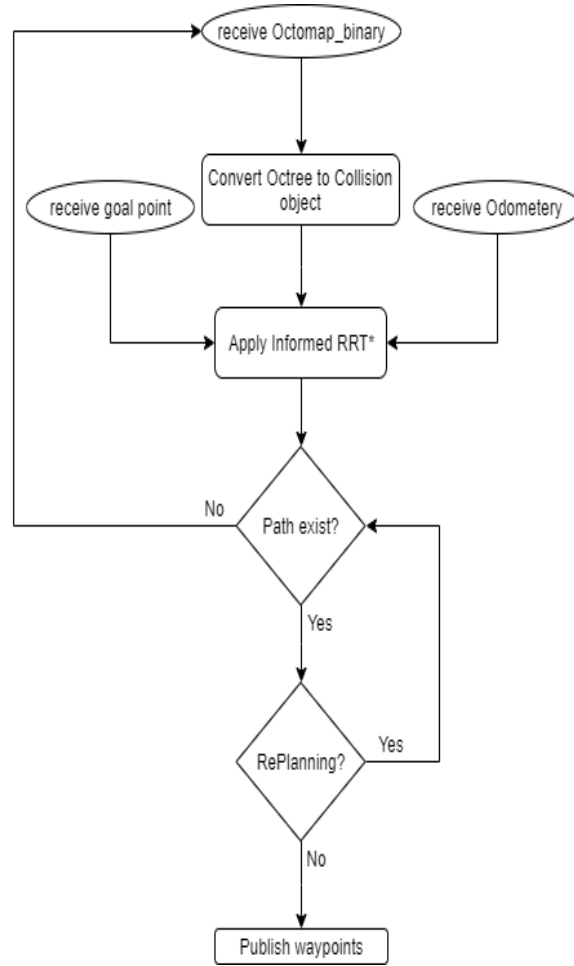 receive Octomap_binary
Convert Octree to Collision
object
receive goal point
receive Odometery
Apply Informed RRT*
No
Path exist?
Yes
RePlanning?
Yes
No
Publish waypoints